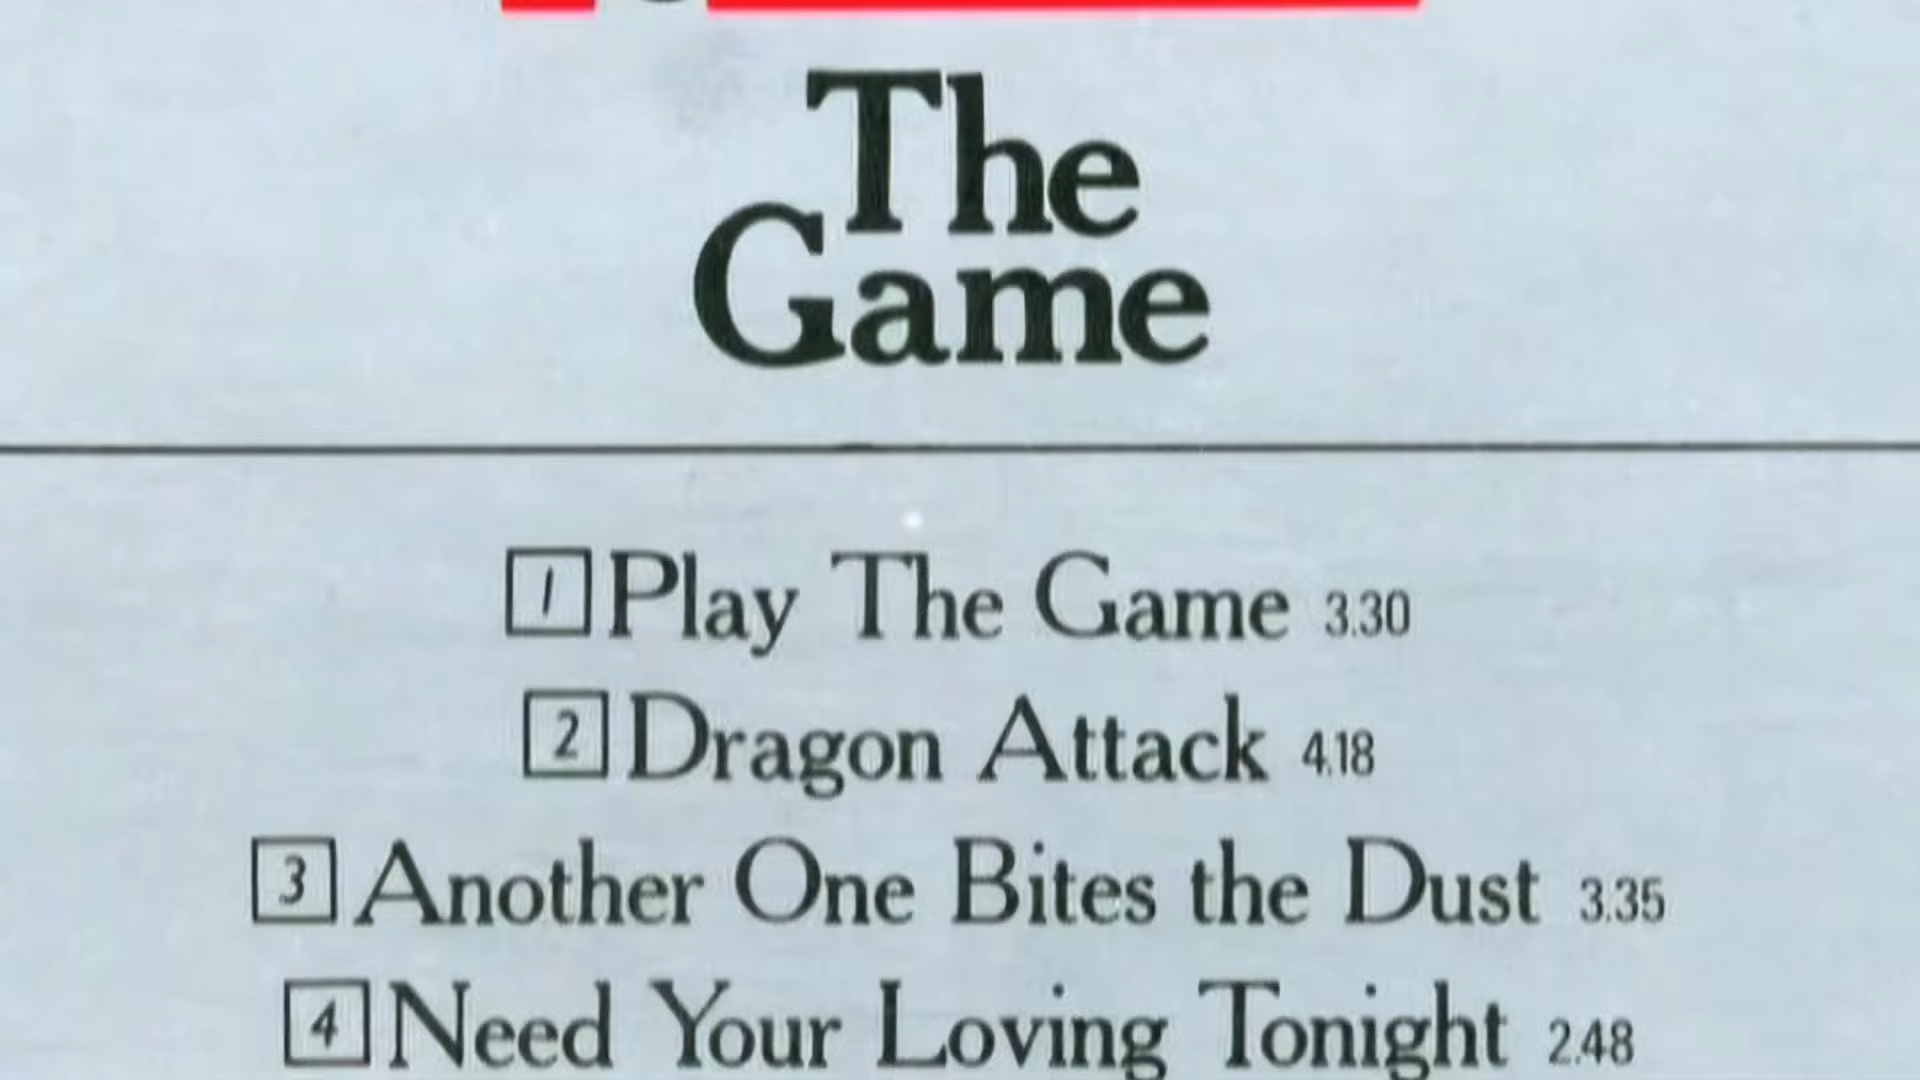 The
Game
1 Play The Game 3.30
2 Dragon Attack 4.18
3 Another One Bites the Dust 3.35
4 Need Your Loving Tonight 2.48